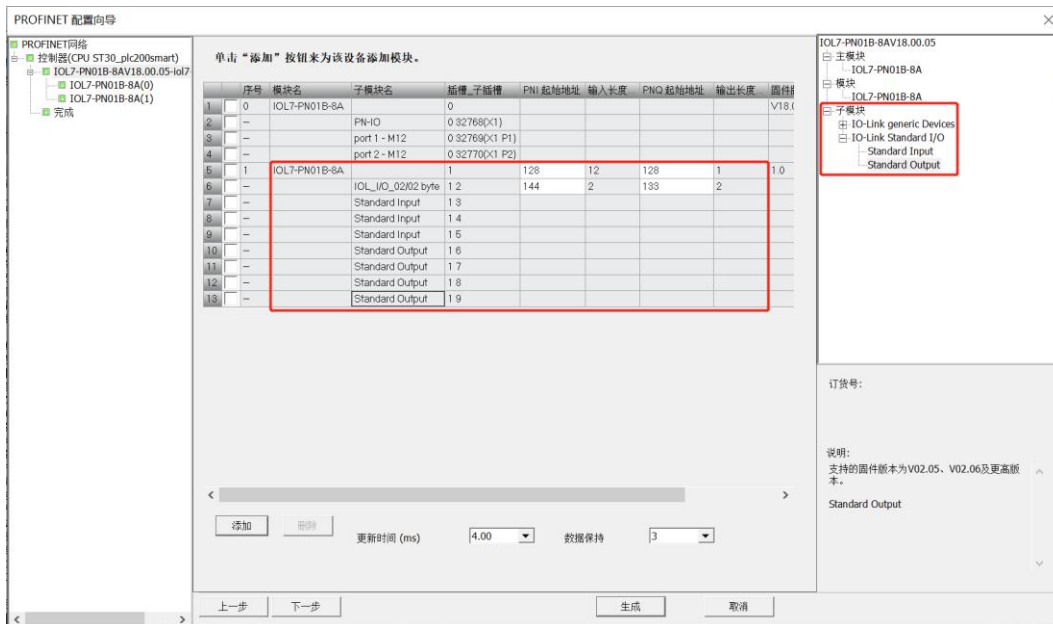 PROFINET 配置向导
PROFINET网络
控制器(CPU ST30_plc200smart)
IOL7-PN01B-8AV18.00.05-iol7
IOL7-PN01B-8A(0)
IOL7-PN01B-8A(1)
完成
单击“添加”按钮来为该设备添加模块。
序号 模块名 子模块名 插槽_子插槽 PNI 起始地址 输入长度... PNQ 起始地址 输出长度... 固件版
1 0 IOL7-PN01B-8A 0 V18.0
2 -- PN-IO 0 32768(X1)
3 -- port 1 - M12 0 32769(X1 P1)
4 -- port 2 - M12 0 32770(X1 P2)
5 1 IOL7-PN01B-8A 1 128 12 128 1 1.0
6 -- IOL_I/O_02/02 byte 1 2 144 2 133 2
7 -- Standard Input 1 3
8 -- Standard Input 1 4
9 -- Standard Input 1 5
10 -- Standard Output 1 6
11 -- Standard Output 1 7
12 -- Standard Output 1 8
13 -- Standard Output 1 9
添加 删除 更新时间 (ms) 4.00 数据保持 3
上一步 下一步 生成 取消
IOL7-PN01B-8AV18.00.05
主模块
IOL7-PN01B-8A
模块
IOL7-PN01B-8A
子模块
IO-Link generic Devices
IO-Link Standard I/O
Standard Input
Standard Output
订货号:
说明:
支持的固件版本为V02.05、V02.06及更高版
本。
Standard Output